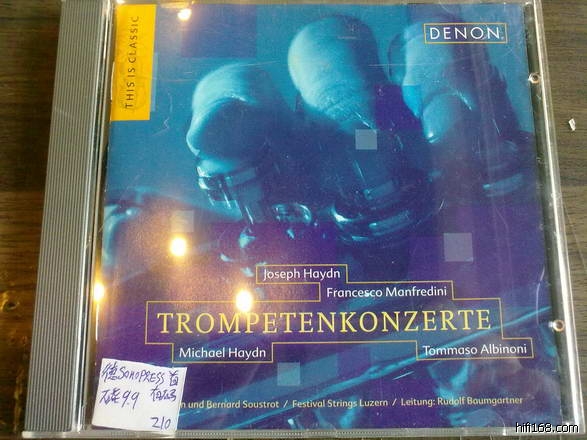 THIS IS CLASSIC
DENON
Joseph Haydn
Francesco Manfredini
TROMPETENKONZERTE
Michael Haydn
Tommaso Albinoni
德SONOPRESS首
9.9
210
und Bernard Soustrot / Festival Strings Luzern / Leitung: Rudolf Baumgartner
hifi168.com